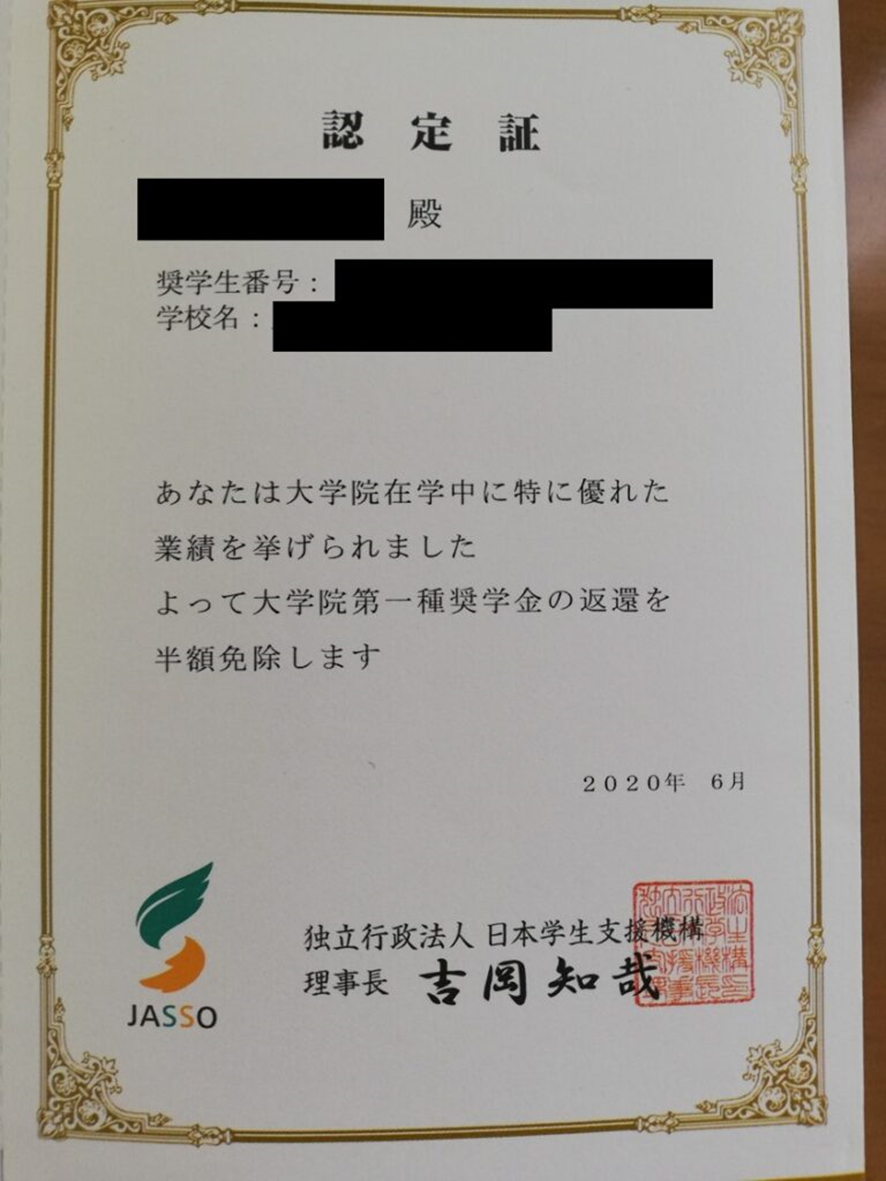 認定証
殿
奨学生番号：
学校名：
あなたは大学院在学中に特に優れた
業績を挙げられました
よって大学院第一種奨学金の返還を
半額免除します
2020年 6月
JASSO
独立行政法人 日本学生支援機構
理事長 吉岡知哉